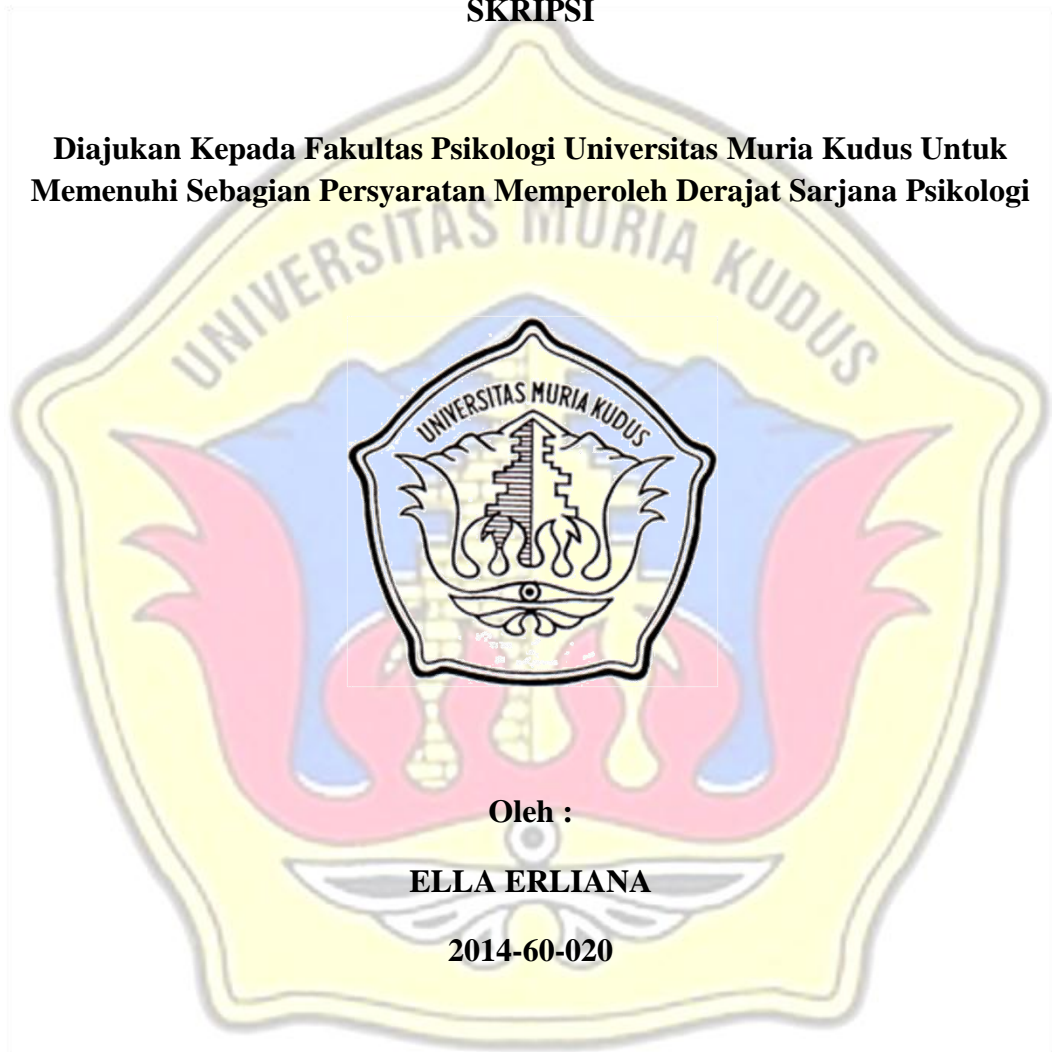 SKRIPSI
Diajukan Kepada Fakultas Psikologi Universitas Muria Kudus Untuk
Memenuhi Sebagian Persyaratan Memperoleh Derajat Sarjana Psikologi
UNIVERSITAS MURIA KUDUS
UNIVERSITAS MURIA KUDUS
Oleh :
ELLA ERLIANA
2014-60-020